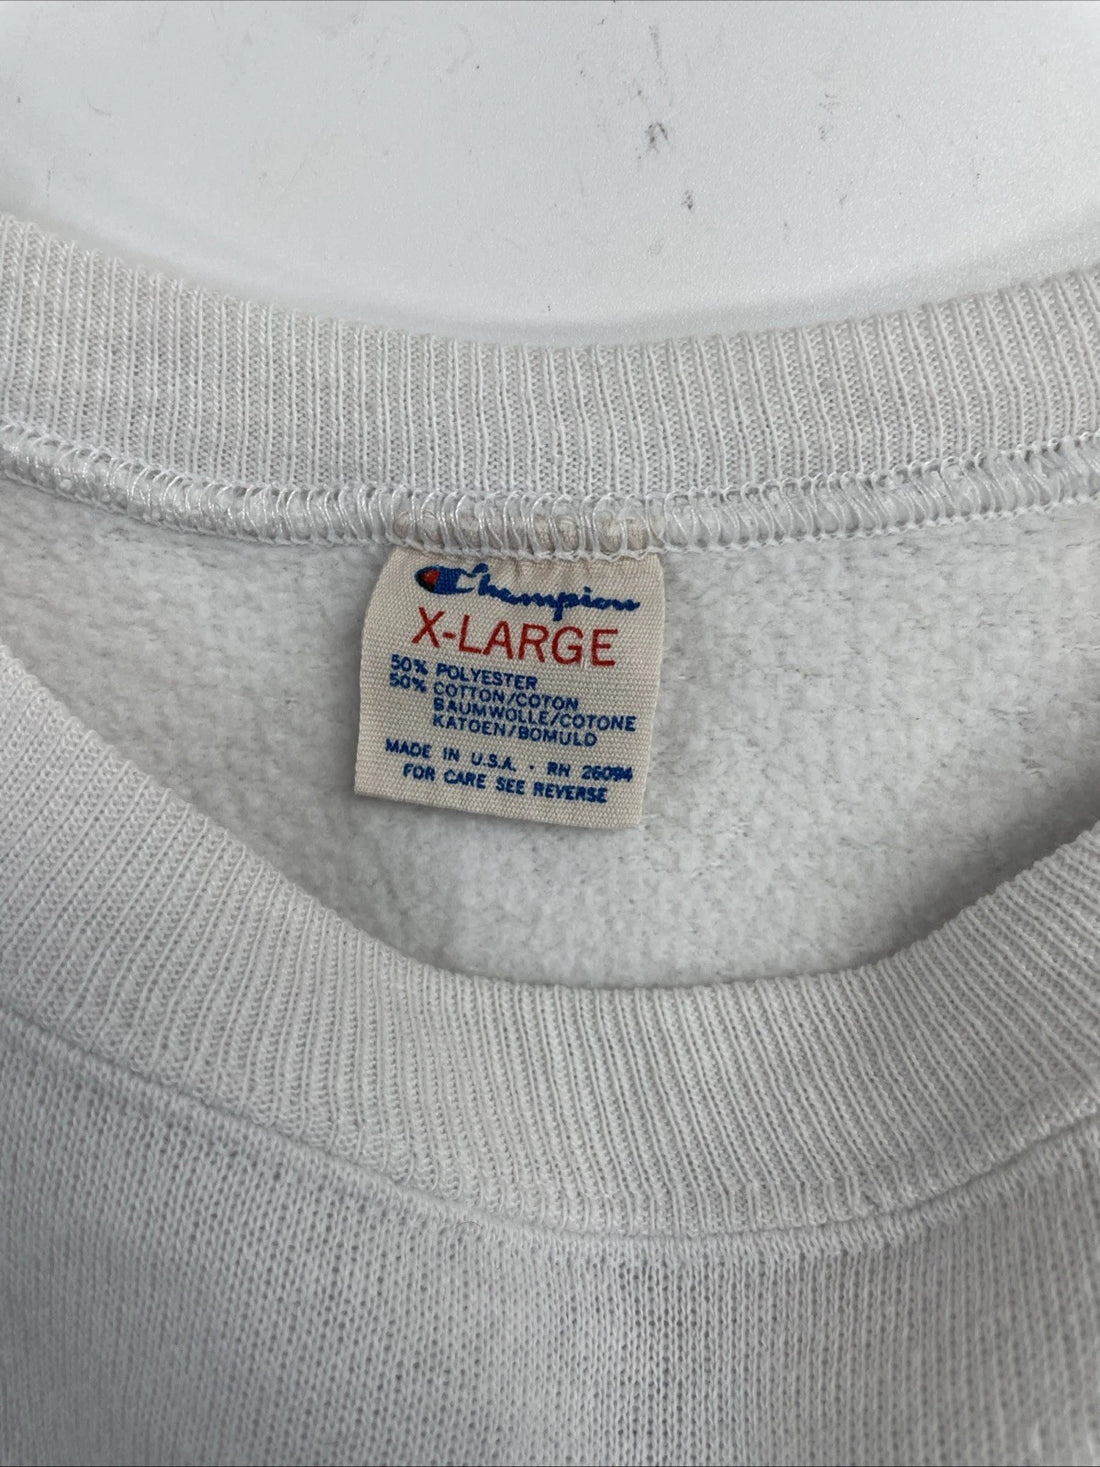 Champion
X-LARGE
50% POLYESTER
50% COTTON/COTON
BAUMWOLLE/COTONE
KATOEN/BOMULD
MADE IN U.S.A. · RN 26094
FOR CARE SEE REVERSE